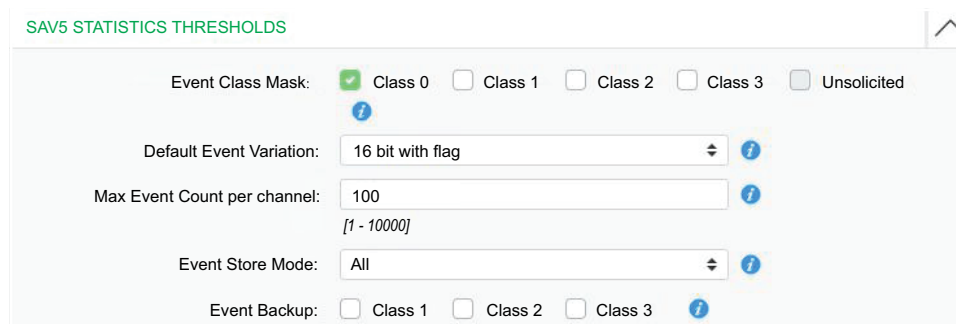 SAV5 STATISTICS THRESHOLDS
Event Class Mask: Class 0 Class 1 Class 2 Class 3 Unsolicited
Default Event Variation: 16 bit with flag
Max Event Count per channel: 100
[1 - 10000]
Event Store Mode: All
Event Backup: Class 1 Class 2 Class 3